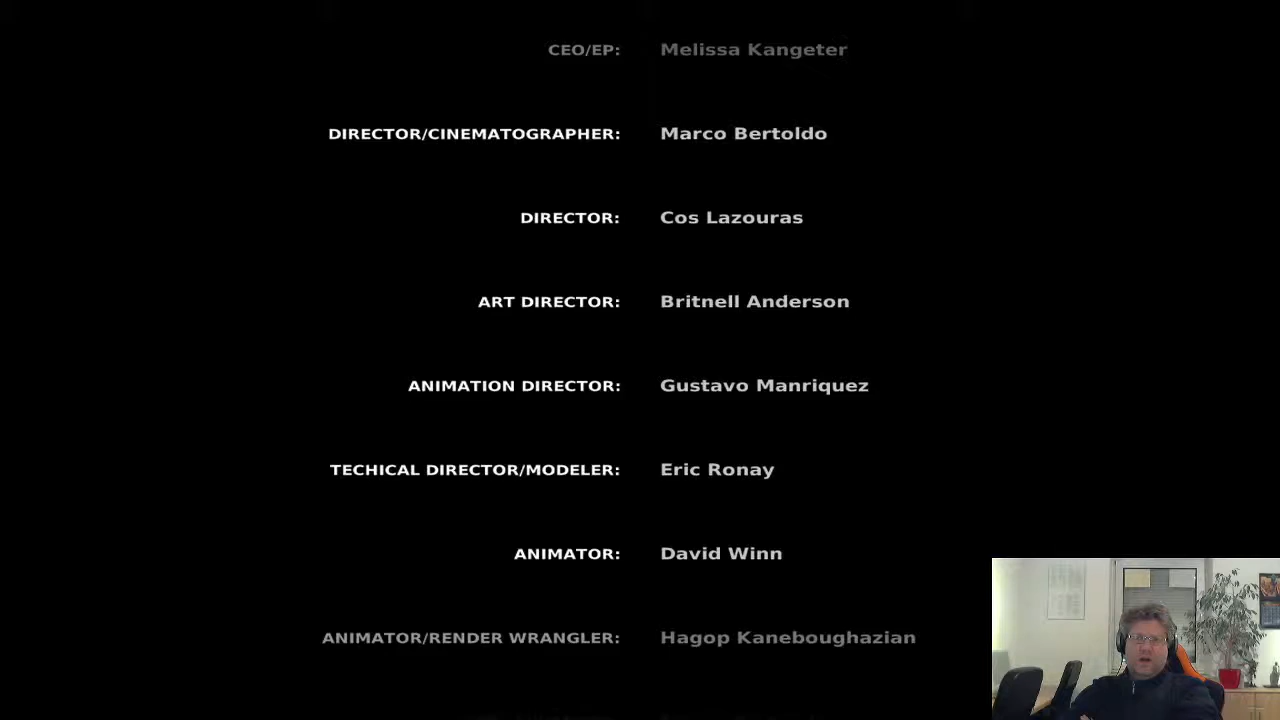 CEO/EP: Melissa Kangeter
DIRECTOR/CINEMATOGRAPHER: Marco Bertoldo
DIRECTOR: Cos Lazouras
ART DIRECTOR: Britnell Anderson
ANIMATION DIRECTOR: Gustavo Manriquez
TECHICAL DIRECTOR/MODELER: Eric Ronay
ANIMATOR: David Winn
ANIMATOR/RENDER WRANGLER: Hagop Kaneboughazian